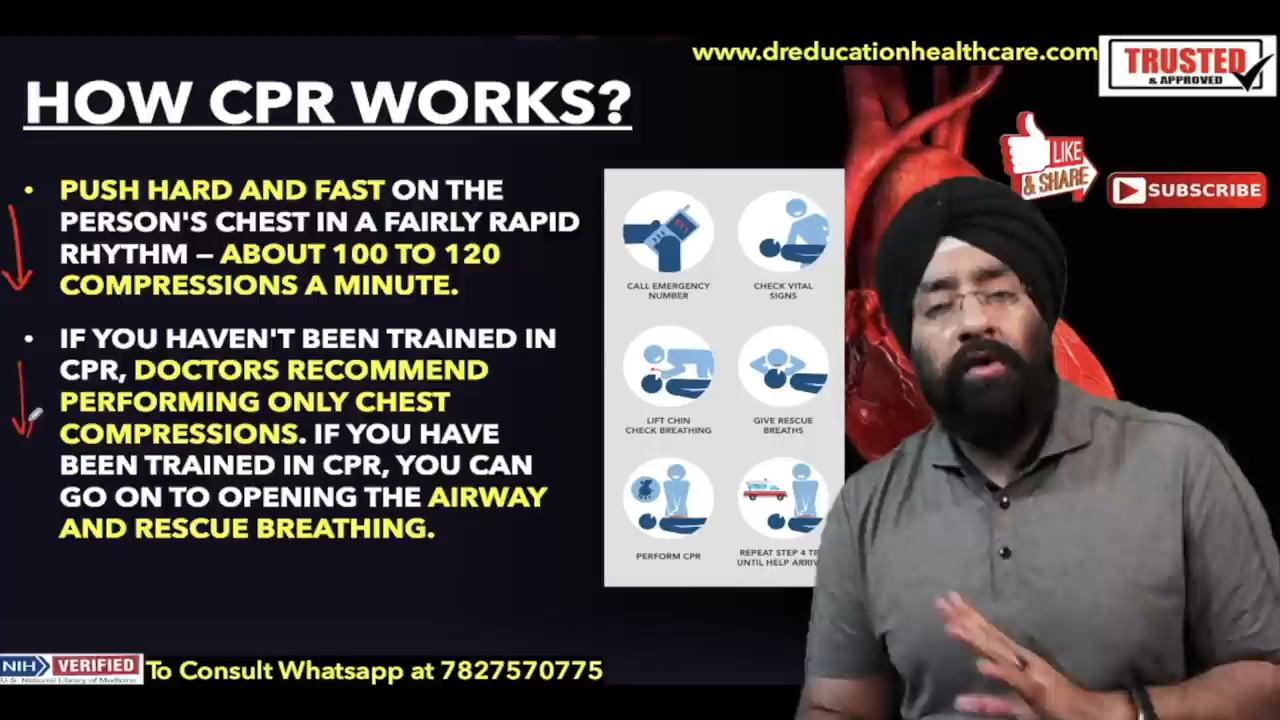 www.dreducationhealthcare.com
TRUSTED
& APPROVED
HOW CPR WORKS?
LIKE
& SHARE
SUBSCRIBE
• PUSH HARD AND FAST ON THE
PERSON'S CHEST IN A FAIRLY RAPID
RHYTHM – ABOUT 100 TO 120
COMPRESSIONS A MINUTE.
• IF YOU HAVEN'T BEEN TRAINED IN
CPR, DOCTORS RECOMMEND
PERFORMING ONLY CHEST
COMPRESSIONS. IF YOU HAVE
BEEN TRAINED IN CPR, YOU CAN
GO ON TO OPENING THE AIRWAY
AND RESCUE BREATHING.
CALL EMERGENCY
NUMBER
CHECK VITAL
SIGNS
LIFT CHIN
CHECK BREATHING
GIVE RESCUE
BREATHS
PERFORM CPR
REPEAT STEP 4
UNTIL HELP
NIH VERIFIED
U.S. National Library of Medicine
To Consult Whatsapp at 7827570775